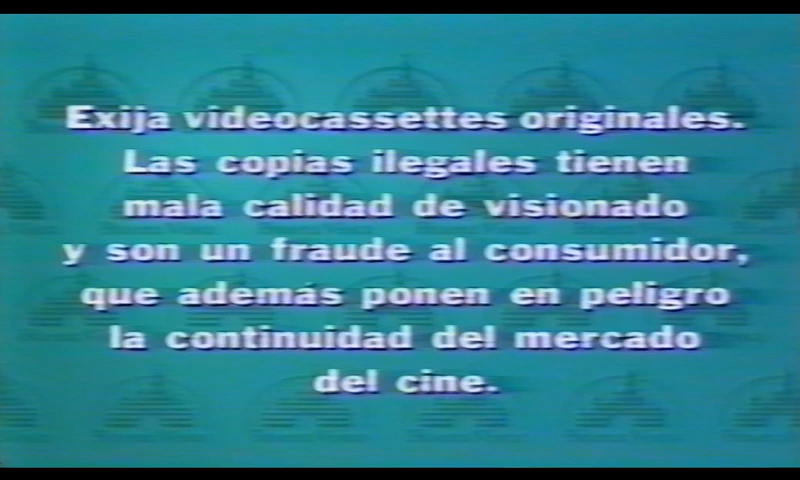 Exija videocassettes originales.
Las copias ilegales tienen
mala calidad de visionado
y son un fraude al consumidor,
que además ponen en peligro
la continuidad del mercado
del cine.